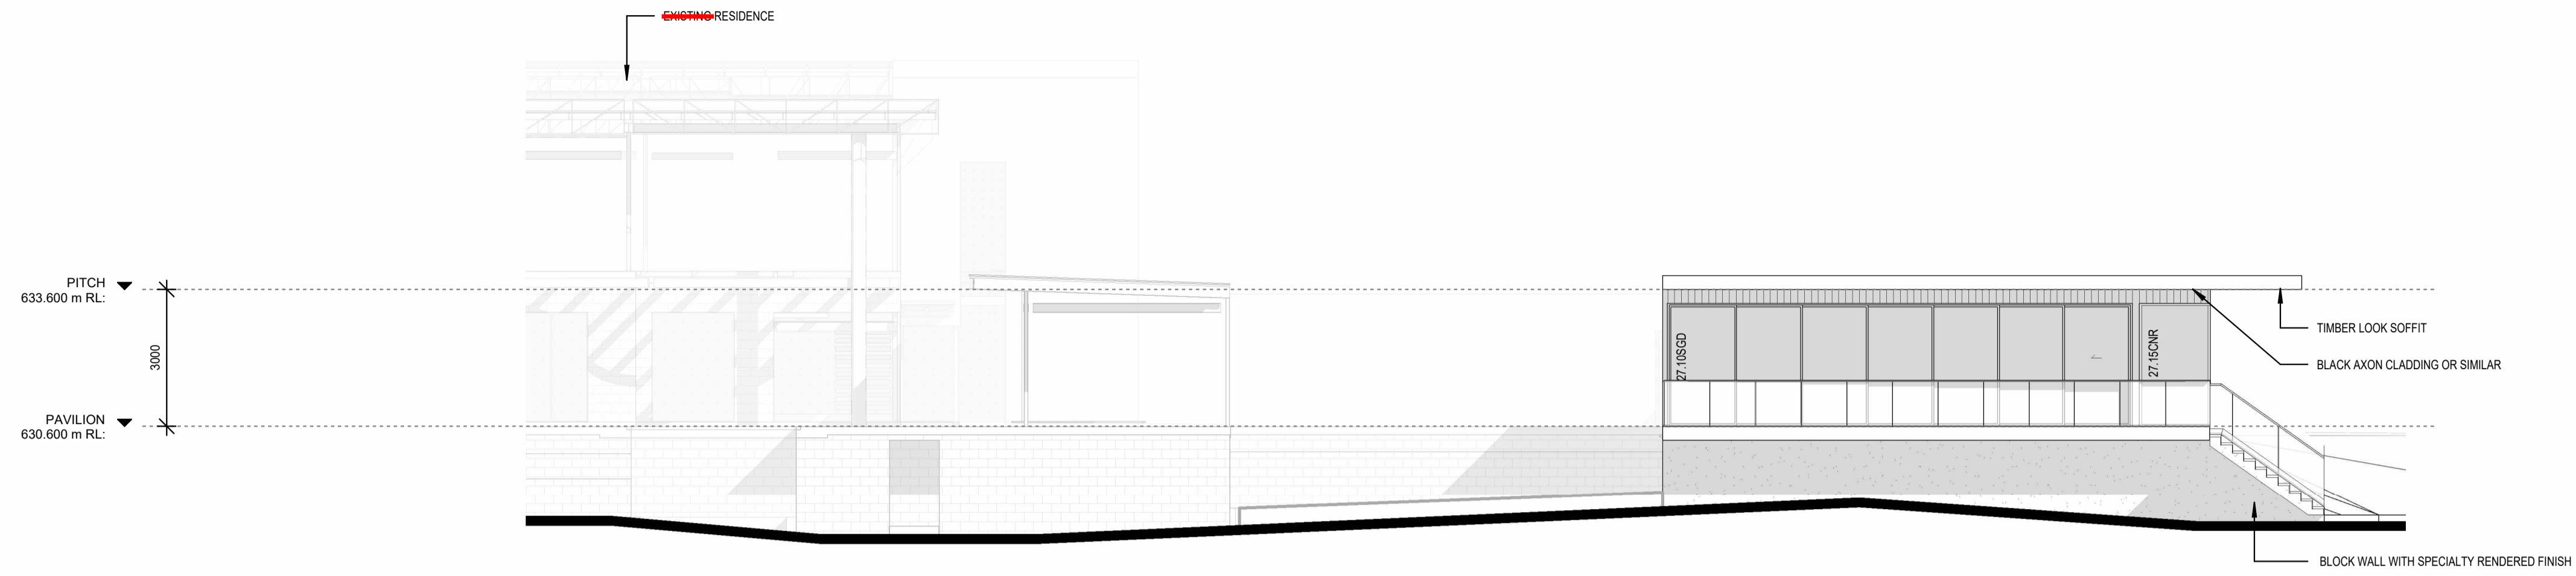 EXISTING RESIDENCE
PITCH
633.600 m RL:
3000
PAVILION
630.600 m RL:
27.10SGD
27.15CNR
TIMBER LOOK SOFFIT
BLACK AXON CLADDING OR SIMILAR
BLOCK WALL WITH SPECIALTY RENDERED FINISH